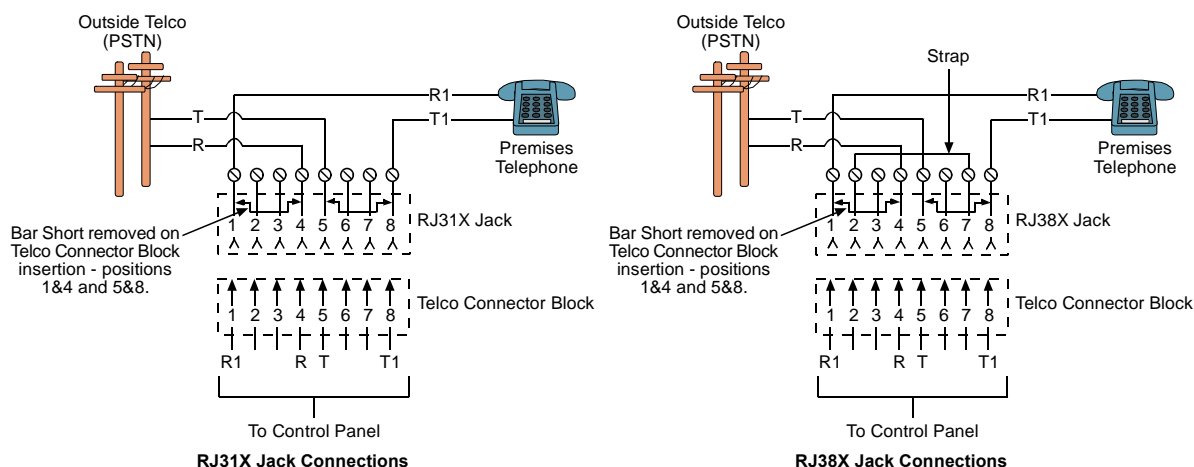 Outside Telco
(PSTN)
R1
T
T1
R
Premises
Telephone
1 2 3 4 5 6 7 8
RJ31X Jack
Bar Short removed on
Telco Connector Block
insertion - positions
1&4 and 5&8.
Telco Connector Block
1 2 3 4 5 6 7 8
R1 R T T1
To Control Panel
RJ31X Jack Connections
Outside Telco
(PSTN)
Strap
R1
T
T1
R
Premises
Telephone
1 2 3 4 5 6 7 8
RJ38X Jack
Bar Short removed on
Telco Connector Block
insertion - positions
1&4 and 5&8.
Telco Connector Block
1 2 3 4 5 6 7 8
R1 R T T1
To Control Panel
RJ38X Jack Connections